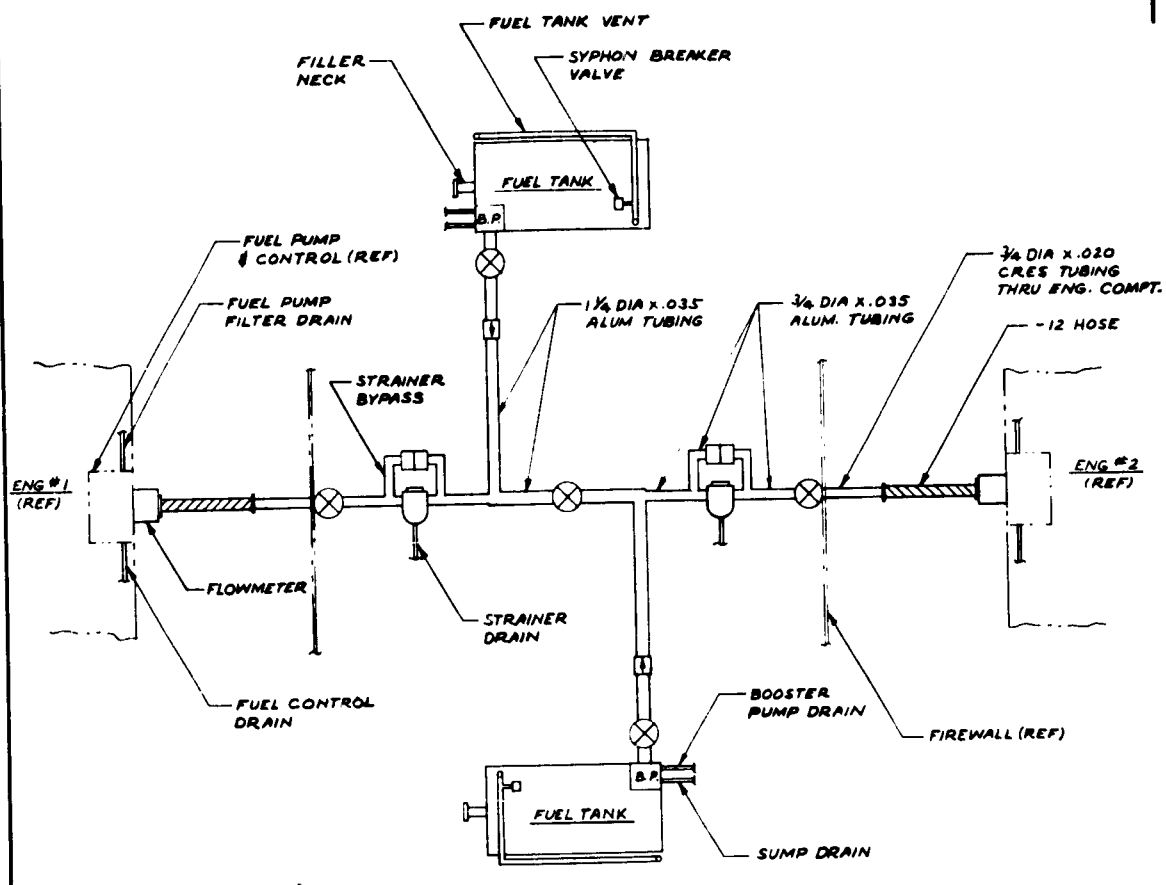 FUEL TANK VENT
FILLER
NECK
SYPHON BREAKER
VALVE
FUEL TANK
B.P.
FUEL PUMP
& CONTROL (REF)
FUEL PUMP
FILTER DRAIN
1 1/4 DIA x .035
ALUM TUBING
3/4 DIA x .035
ALUM. TUBING
3/4 DIA x .020
CRES TUBING
THRU ENG. COMPT.
-12 HOSE
STRAINER
BYPASS
ENG #1
(REF)
ENG #2
(REF)
FLOWMETER
STRAINER
DRAIN
FUEL CONTROL
DRAIN
BOOSTER
PUMP DRAIN
FIREWALL (REF)
B.P.
FUEL TANK
SUMP DRAIN